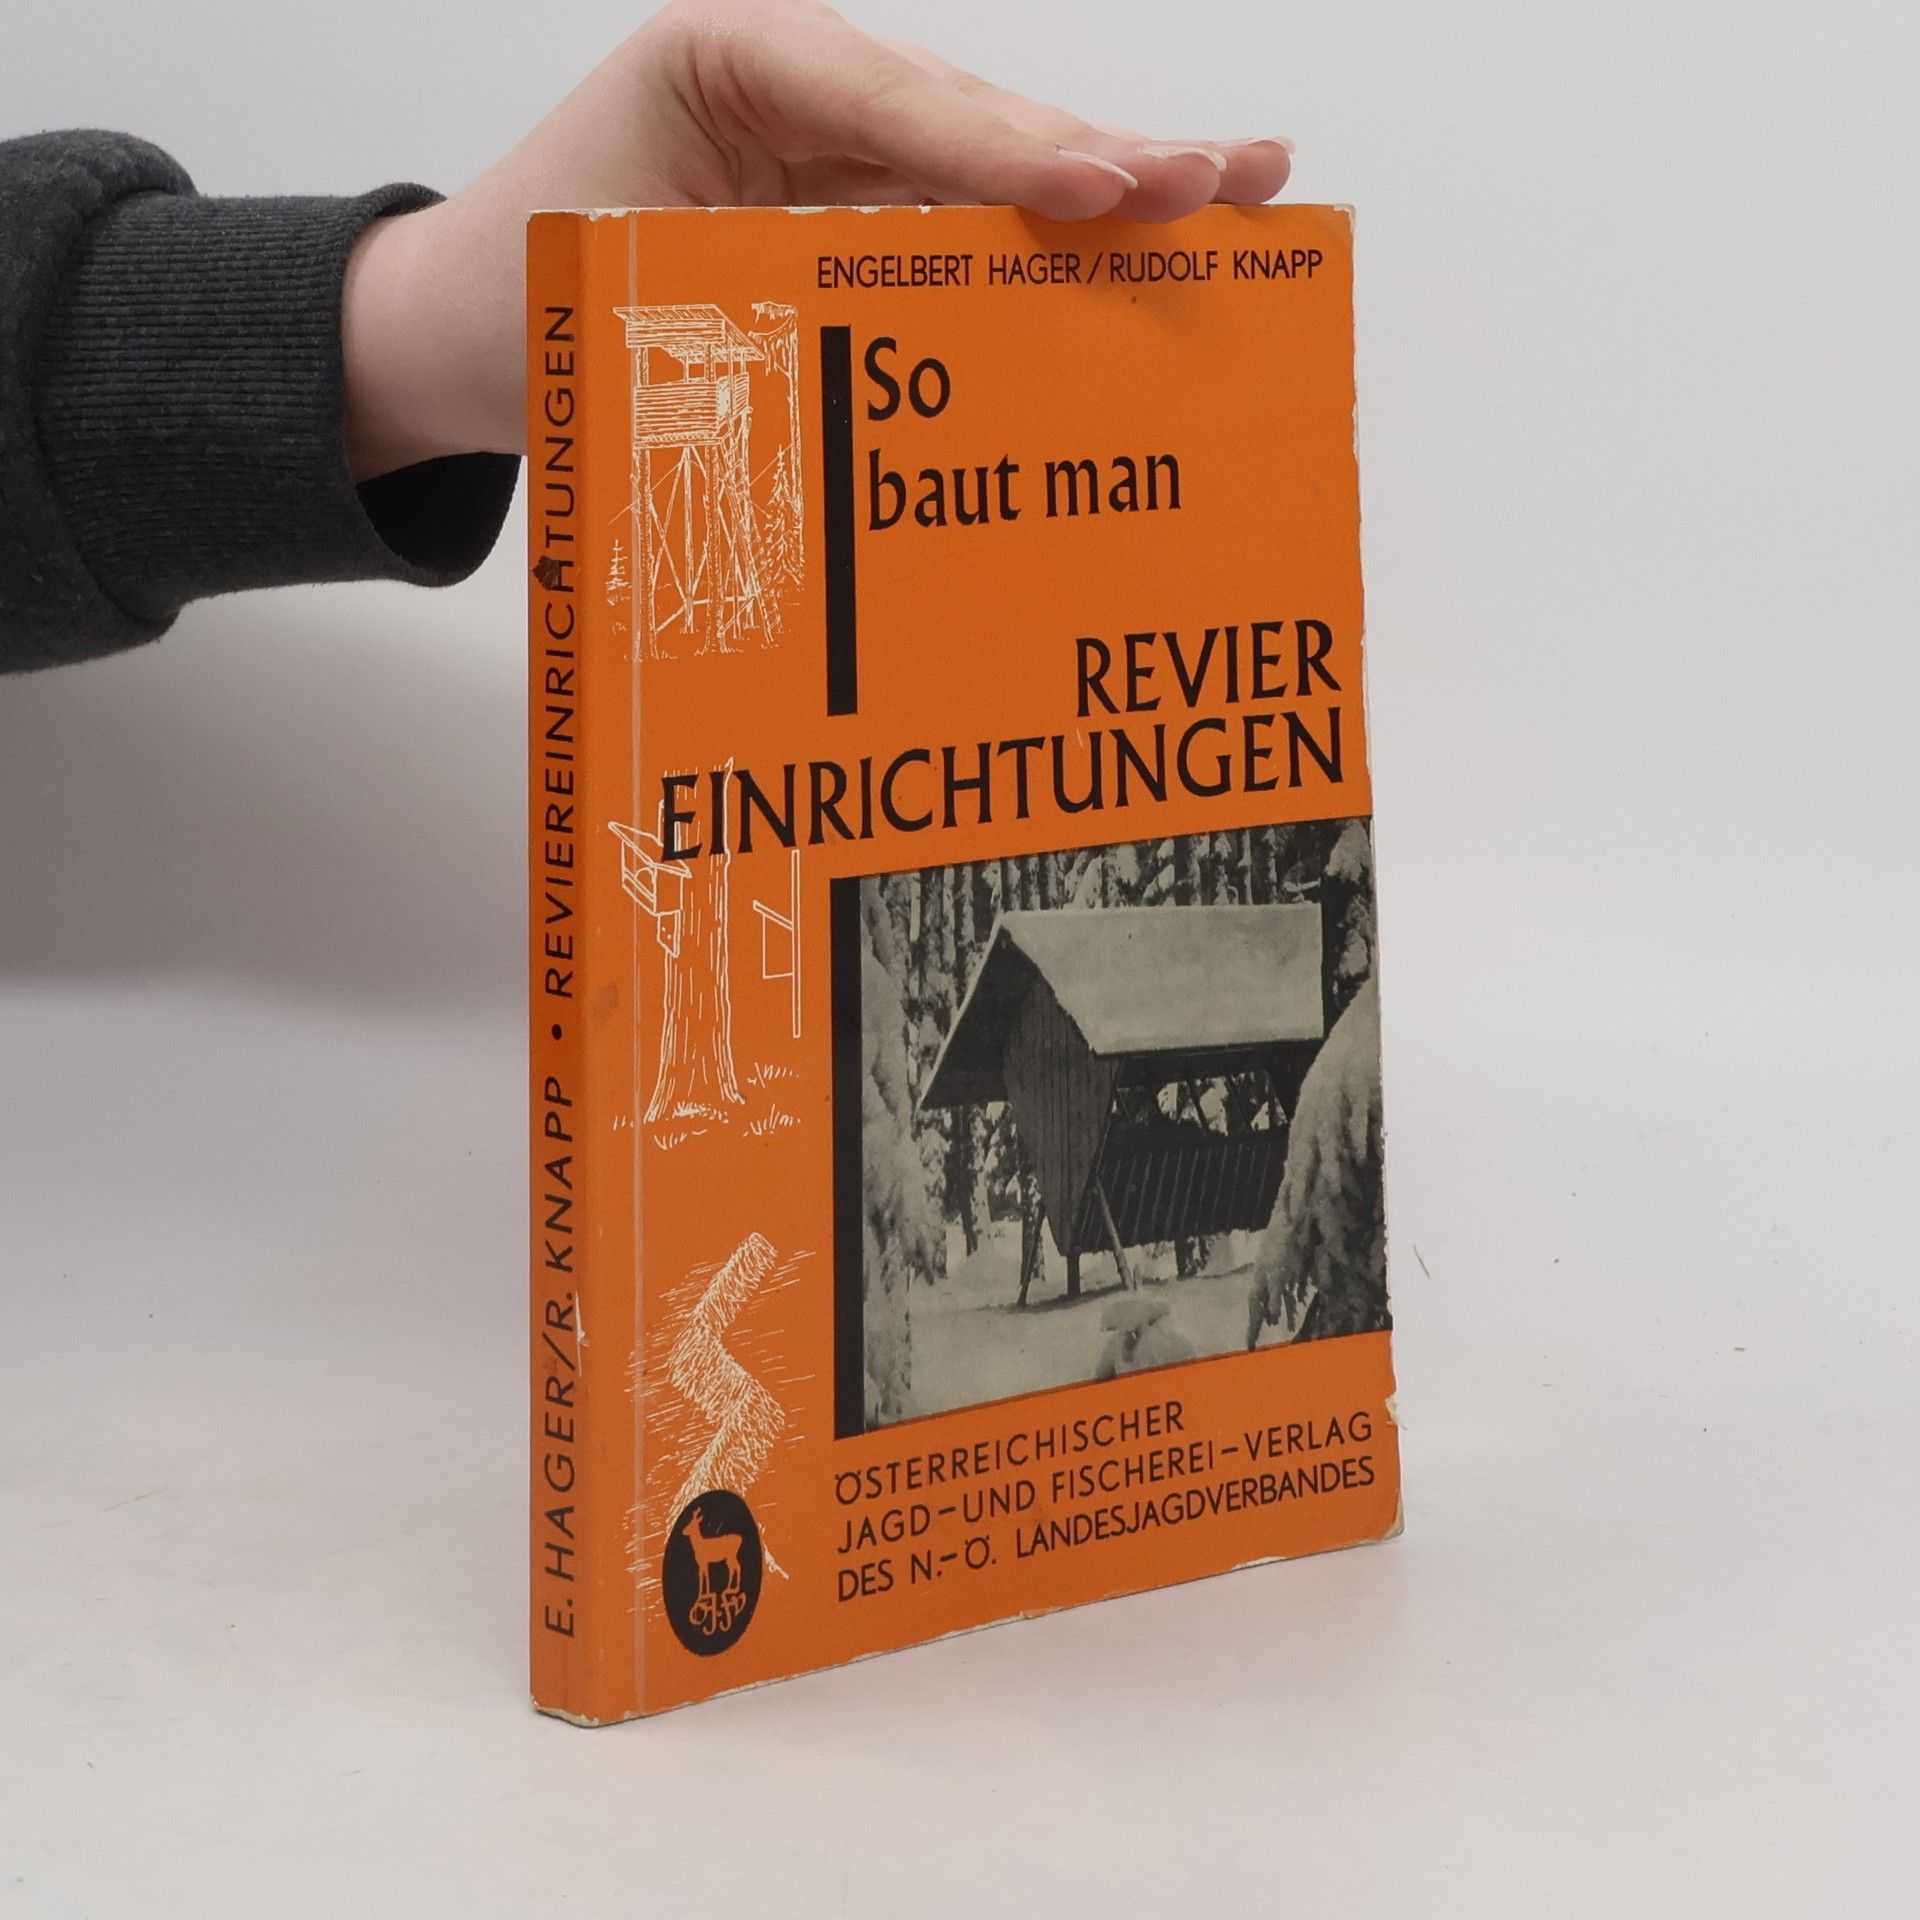 ENGELBERT HAGER/RUDOLF KNAPP
So
baut man
REVIER
EINRICHTUNGEN
ÖSTERREICHISCHER
JAGD-UND FISCHEREI-VERLAG
DES N.-Ö. LANDESJAGDVERBANDES
E. HAGER/R. KNAPP • REVIEREINRICHTUNGEN